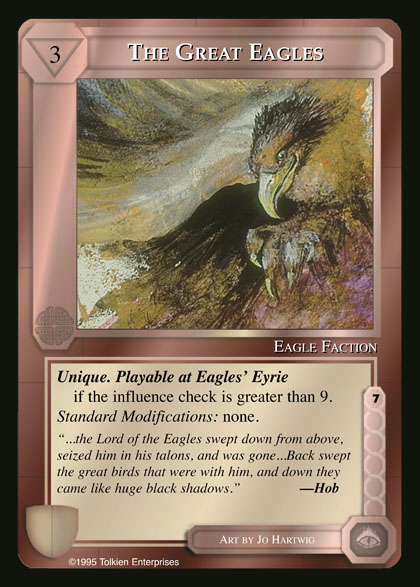 3
THE GREAT EAGLES
EAGLE FACTION
Unique. Playable at Eagles' Eyrie
if the influence check is greater than 9.
Standard Modifications: none.
7
“...the Lord of the Eagles swept down from above,
seized him in his talons, and was gone...Back swept
the great birds that were with him, and down they
came like huge black shadows.” —Hob
ART BY JO HARTWIG
©1995 Tolkien Enterprises